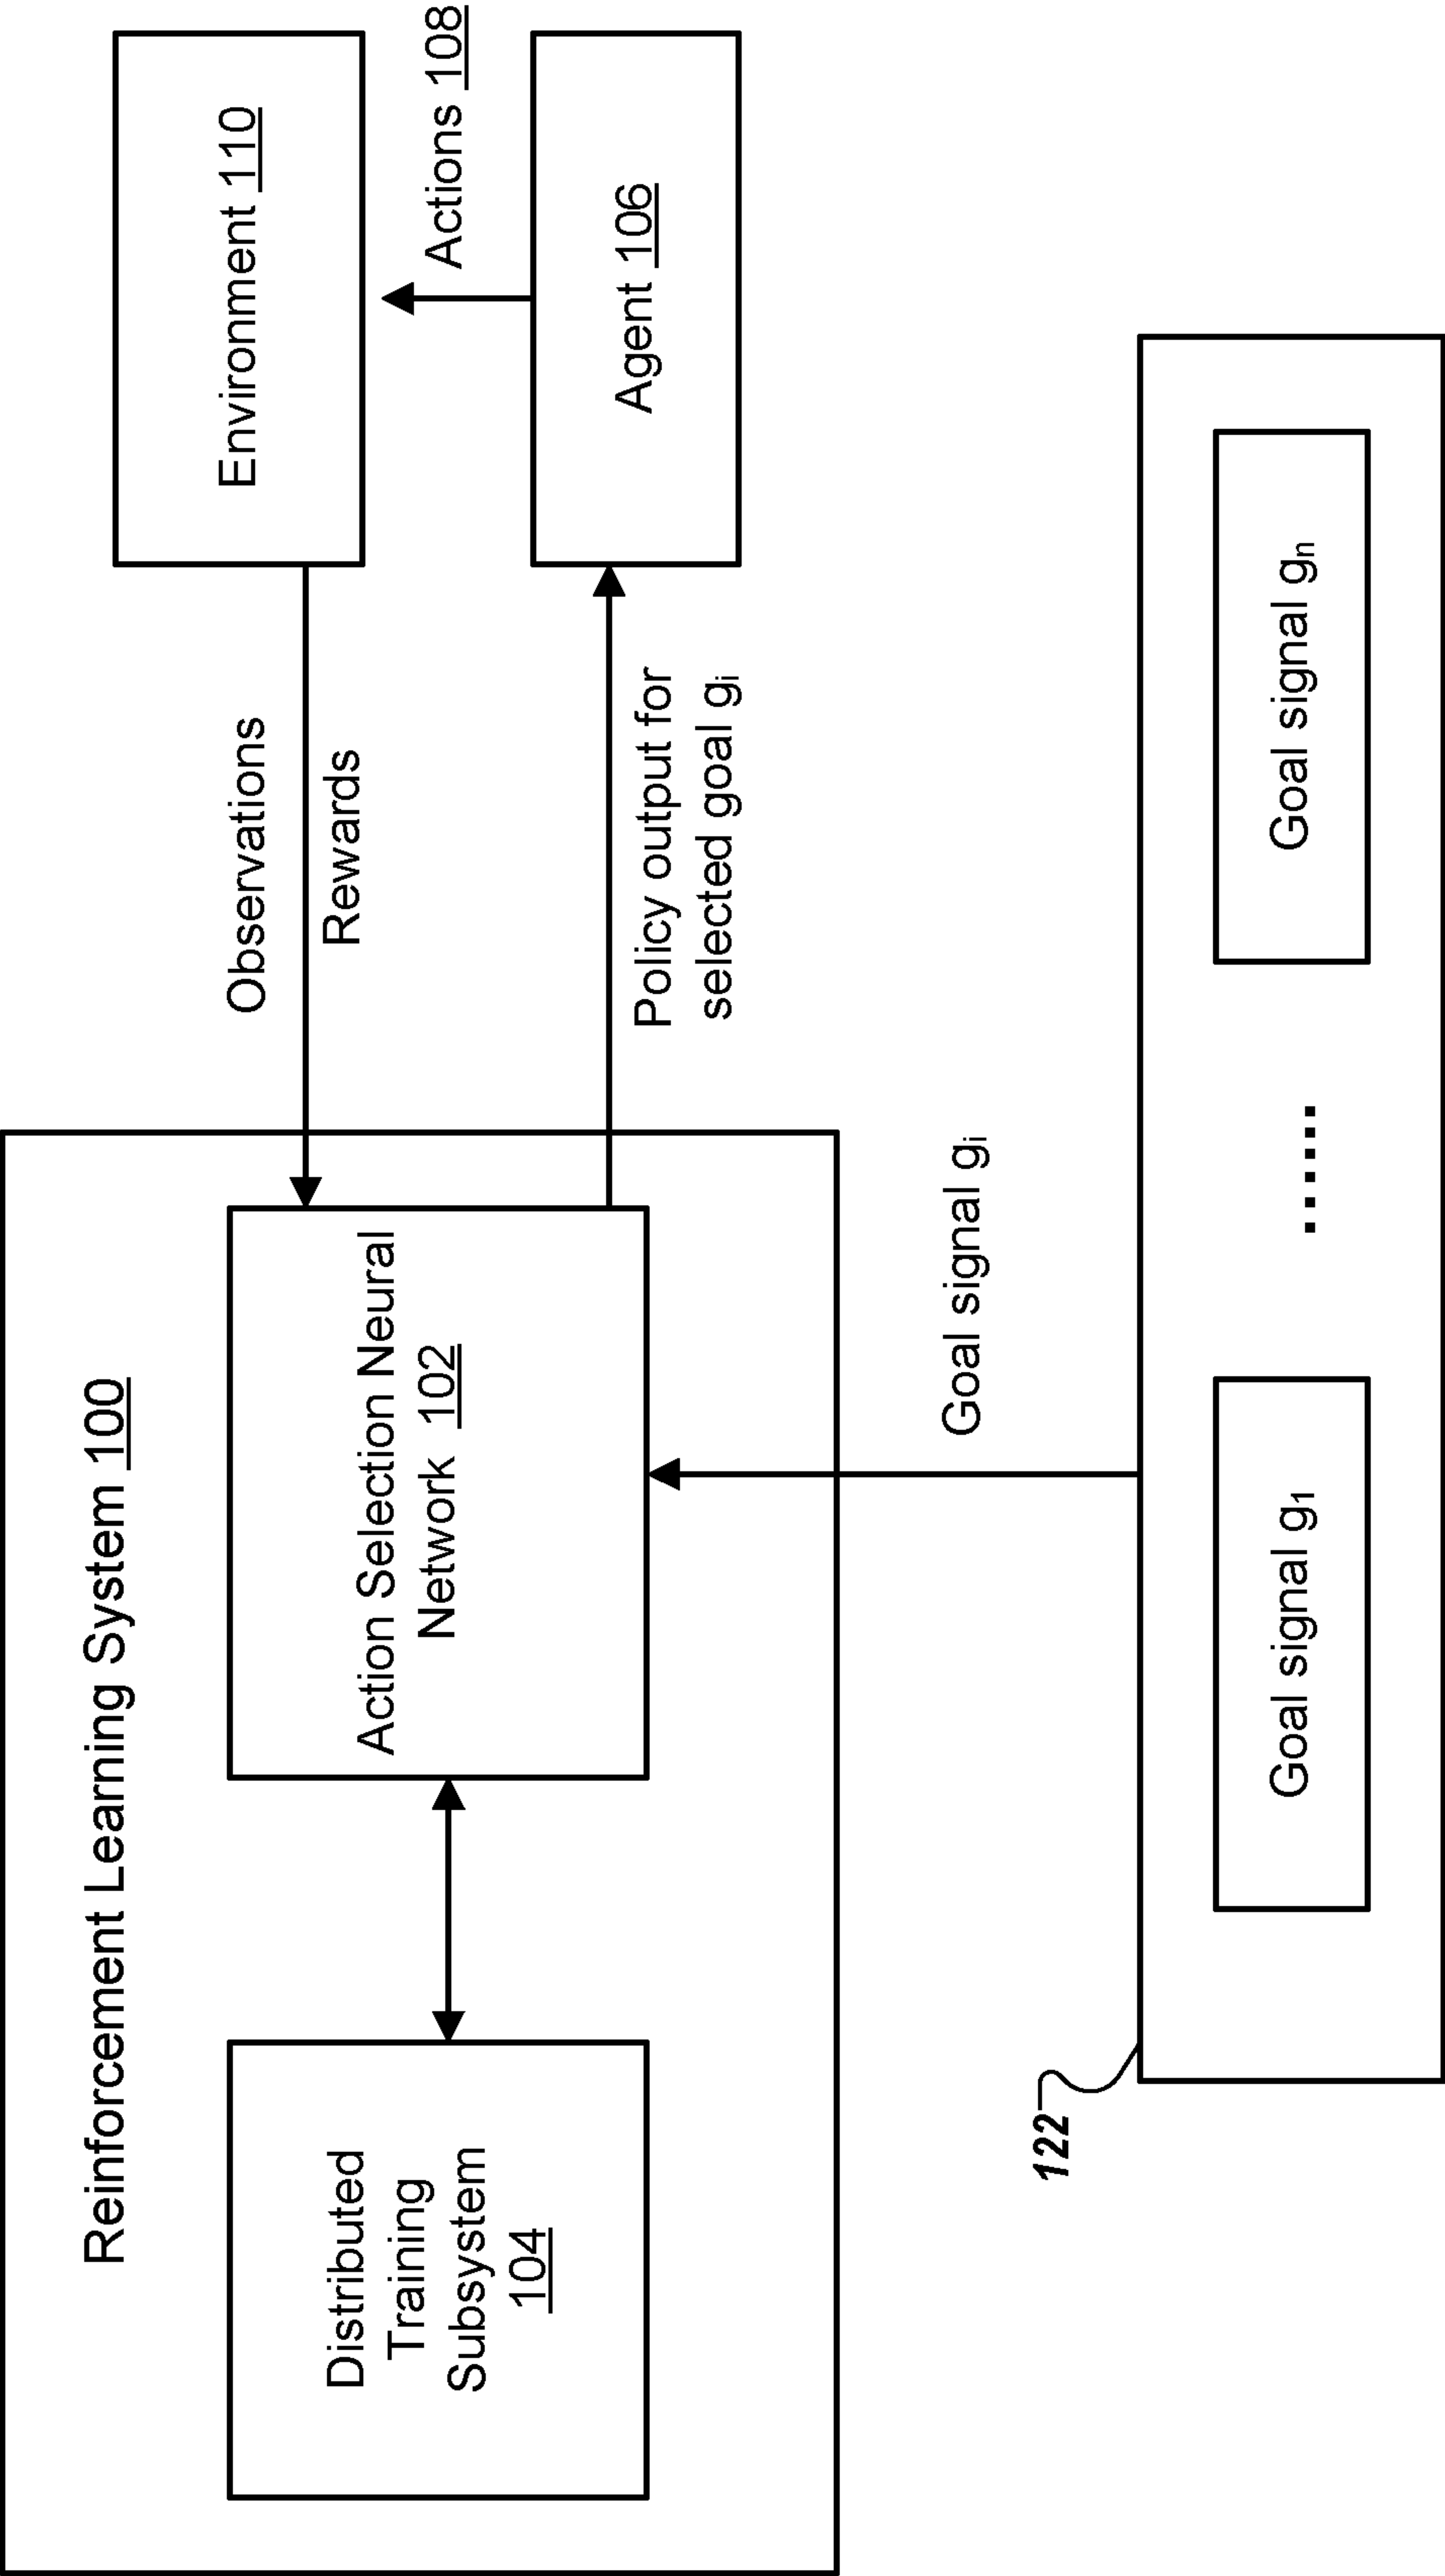 Reinforcement Learning System 100
Distributed
Training
Subsystem
104
Action Selection Neural
Network 102
Observations
Rewards
Environment 110
Actions 108
Policy output for
selected goal gi
Agent 106
Goal signal gi
122
Goal signal g1
......
Goal signal gn